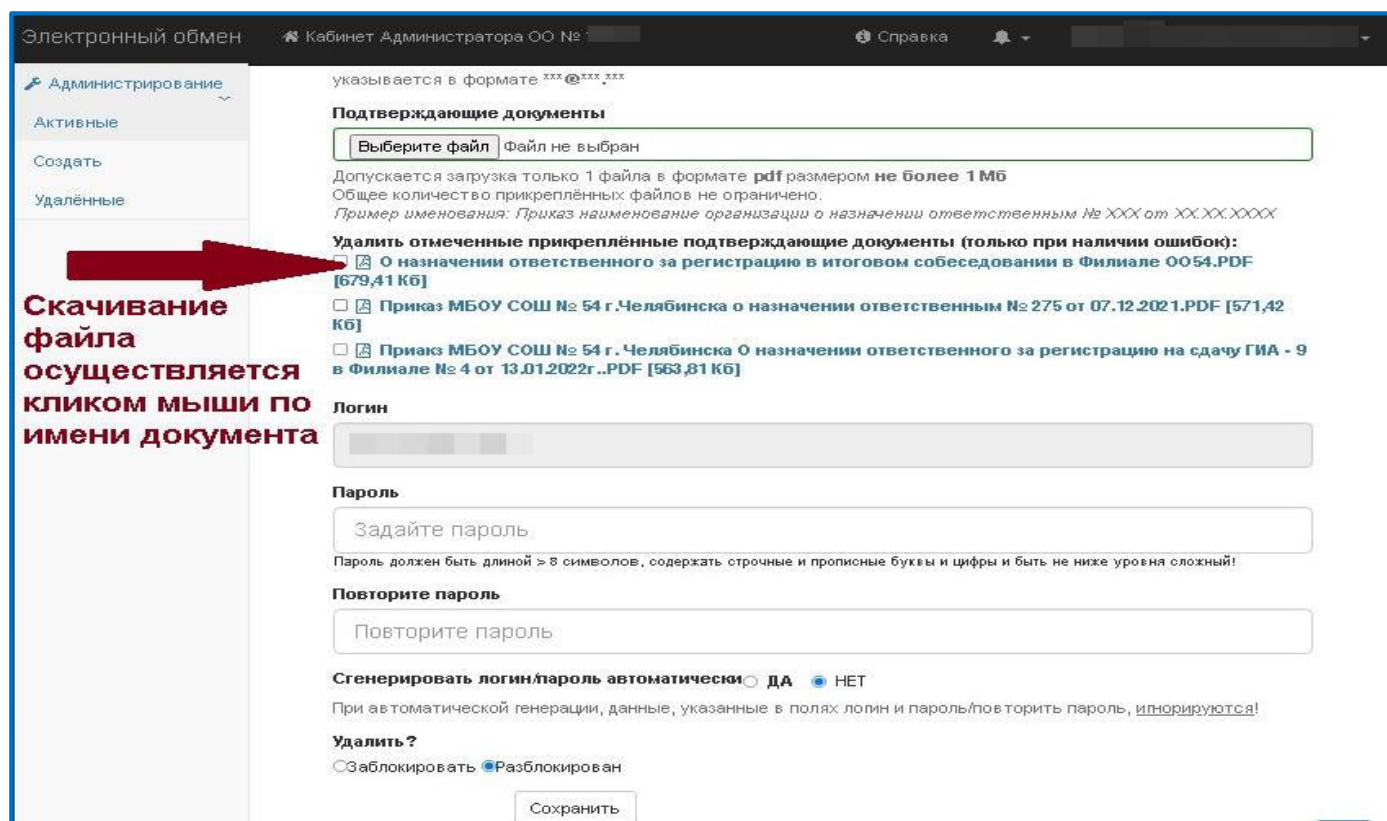 Электронный обмен
Кабинет Администратора ОО №
Справка
Администрирование
Активные
Создать
Удалённые
указывается в формате ***@***.***
Подтверждающие документы
Выберите файл Файл не выбран
Допускается загрузка только 1 файла в формате pdf размером не более 1 Мб
Общее количество прикреплённых файлов не ограничено.
Пример именования: Приказ наименование организации о назначении ответственным № XXX от XX.XX.XXXX
Удалить отмеченные прикреплённые подтверждающие документы (только при наличии ошибок):
О назначении ответственного за регистрацию в итоговом собеседовании в Филиале ОО54.PDF
[679,41 Кб]
Приказ МБОУ СОШ № 54 г.Челябинска о назначении ответственным № 275 от 07.12.2021.PDF [571,42
Кб]
Приакз МБОУ СОШ № 54 г. Челябинска О назначении ответственного за регистрацию на сдачу ГИА - 9
в Филиале № 4 от 13.01.2022г..PDF [563,81 Кб]
Скачивание
файла
осуществляется
кликом мыши по
имени документа
Логин
Пароль
Задайте пароль
Пароль должен быть длиной > 8 символов, содержать строчные и прописные буквы и цифры и быть не ниже уровня сложный!
Повторите пароль
Повторите пароль
Сгенерировать логин/пароль автоматически ДА НЕТ
При автоматической генерации, данные, указанные в полях логин и пароль/повторить пароль, игнорируются!
Удалить?
Заблокировать Разблокирован
Сохранить